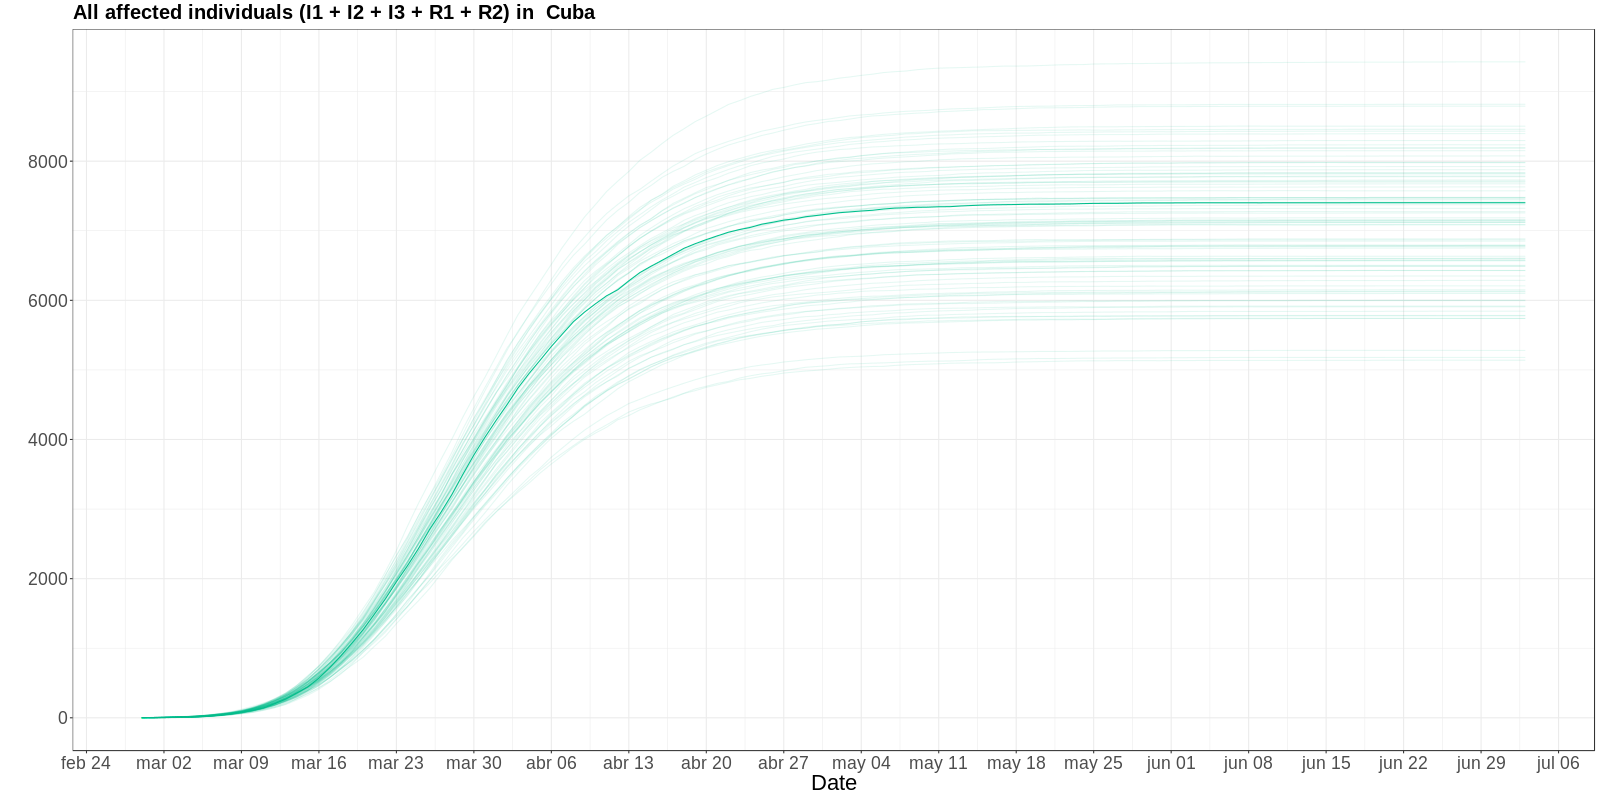 All affected individuals (I1 + I2 + I3 + R1 + R2) in  Cuba
8000
6000
4000
2000
0
feb 24 mar 02 mar 09 mar 16 mar 23 mar 30 abr 06 abr 13 abr 20 abr 27 may 04 may 11 may 18 may 25 jun 01 jun 08 jun 15 jun 22 jun 29 jul 06
Date